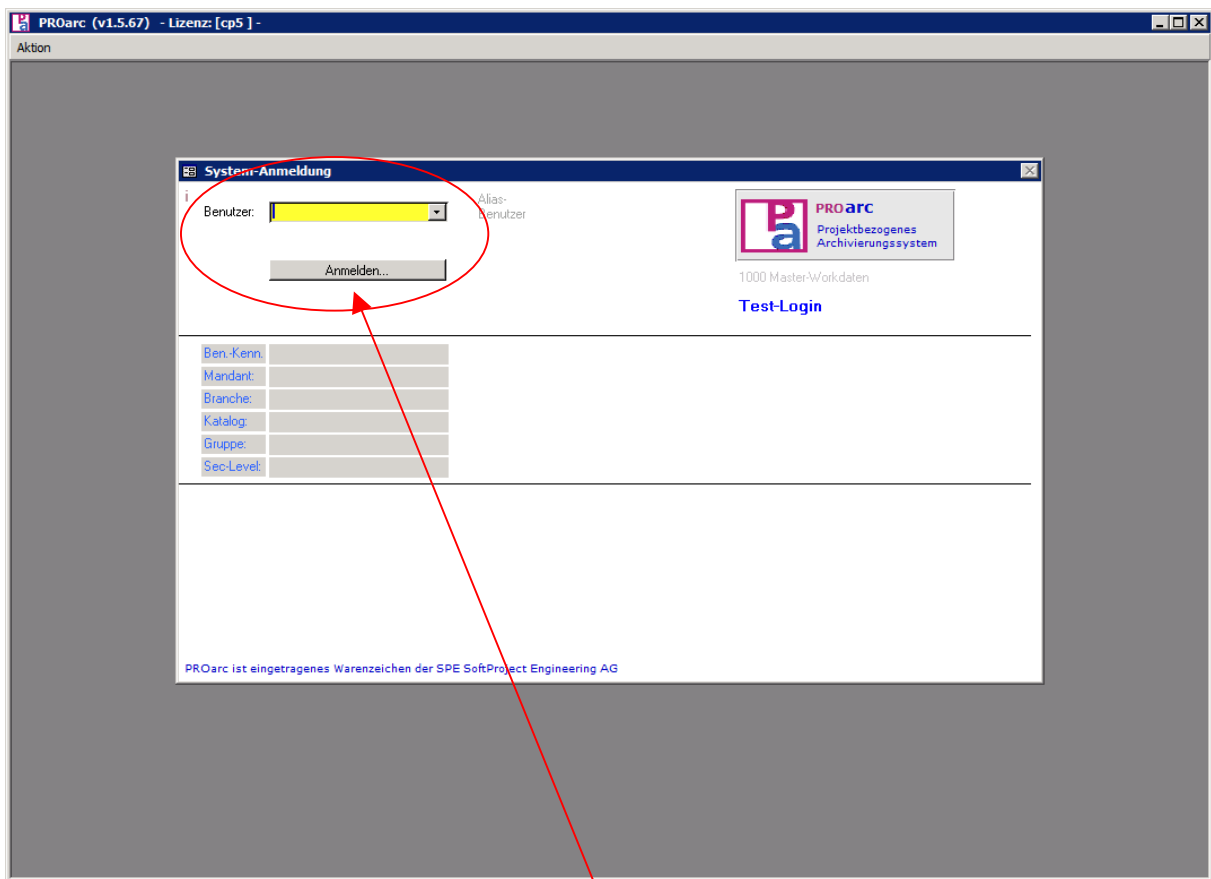 PROarc (v1.5.67) - Lizenz: [cp5 ] -
Aktion
System-Anmeldung
i
Benutzer:
Alias-
Benutzer
Anmelden...
Pa
PROarc
Projektbezogenes
Archivierungssystem
1000 Master-Workdaten
Test-Login
Ben.-Kenn.
Mandant:
Branche:
Katalog:
Gruppe:
Sec-Level:
PROarc ist eingetragenes Warenzeichen der SPE SoftProject Engineering AG